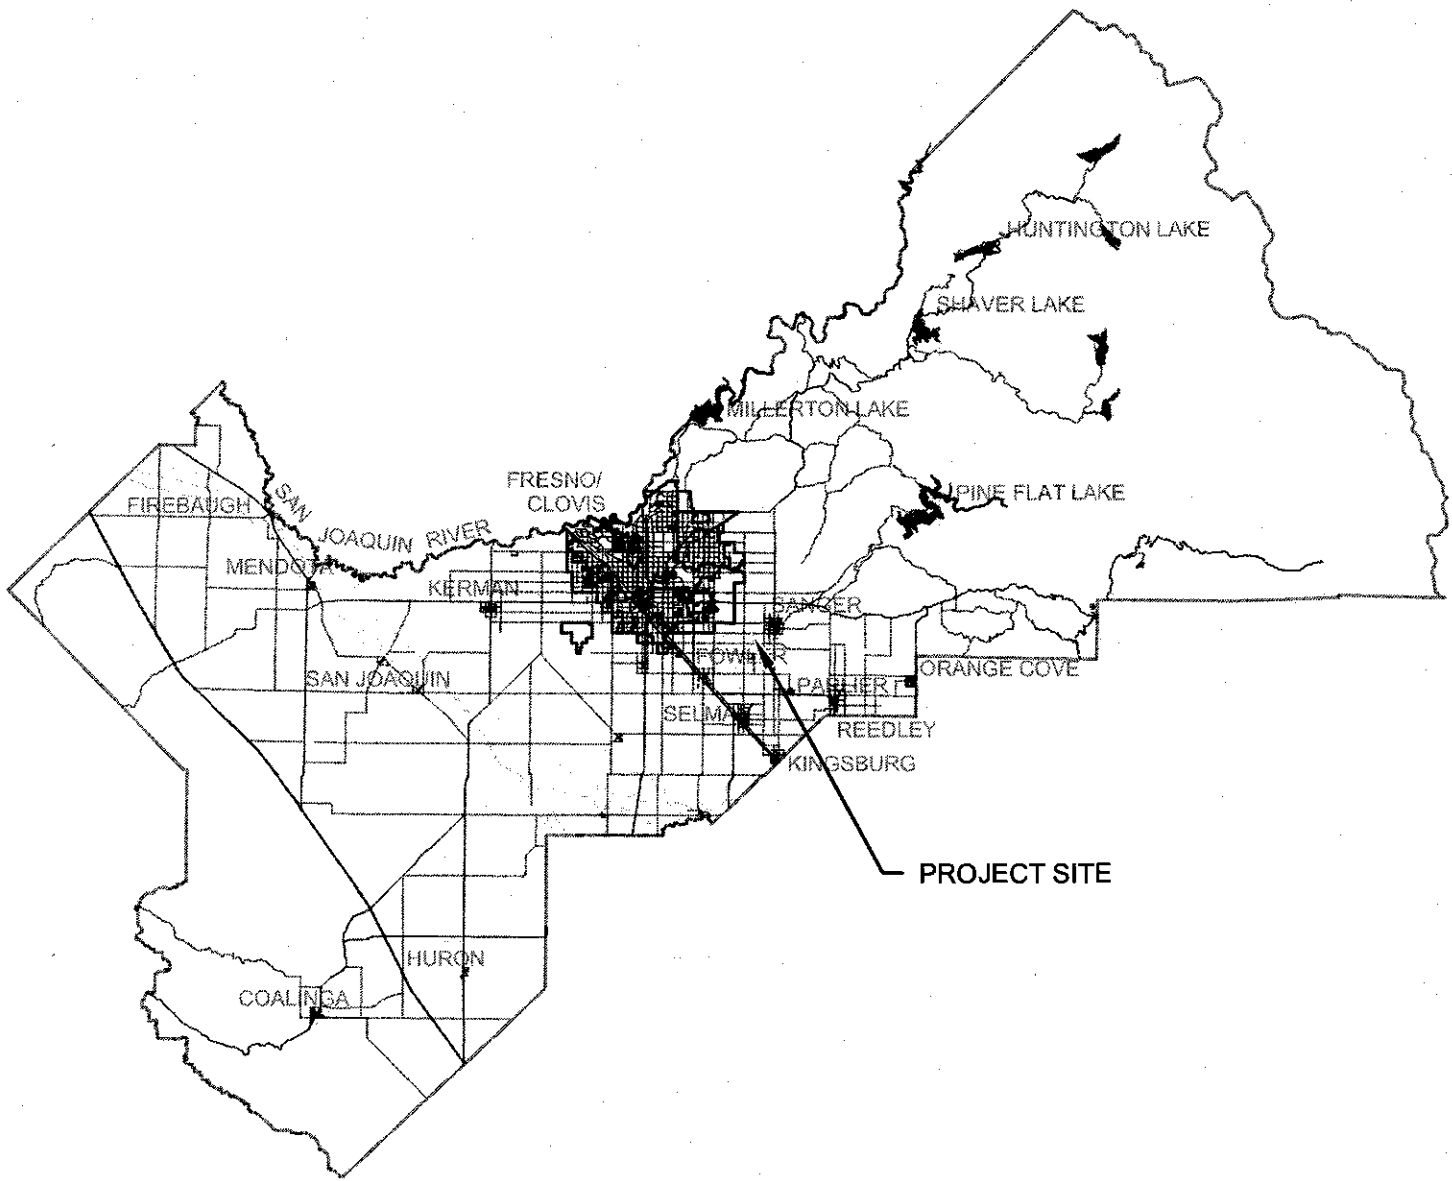 HUNTINGTON LAKE
SHAVER LAKE
MILLERTON LAKE
FRESNO/
CLOVIS
PINE FLAT LAKE
FIREBAUGH
SAN JOAQUIN RIVER
MENDOTA
KERMAN
SANGER
FOWLER
ORANGE COVE
SAN JOAQUIN
PARLIER
SELMA
REEDLEY
KINGSBURG
PROJECT SITE
HURON
COALINGA